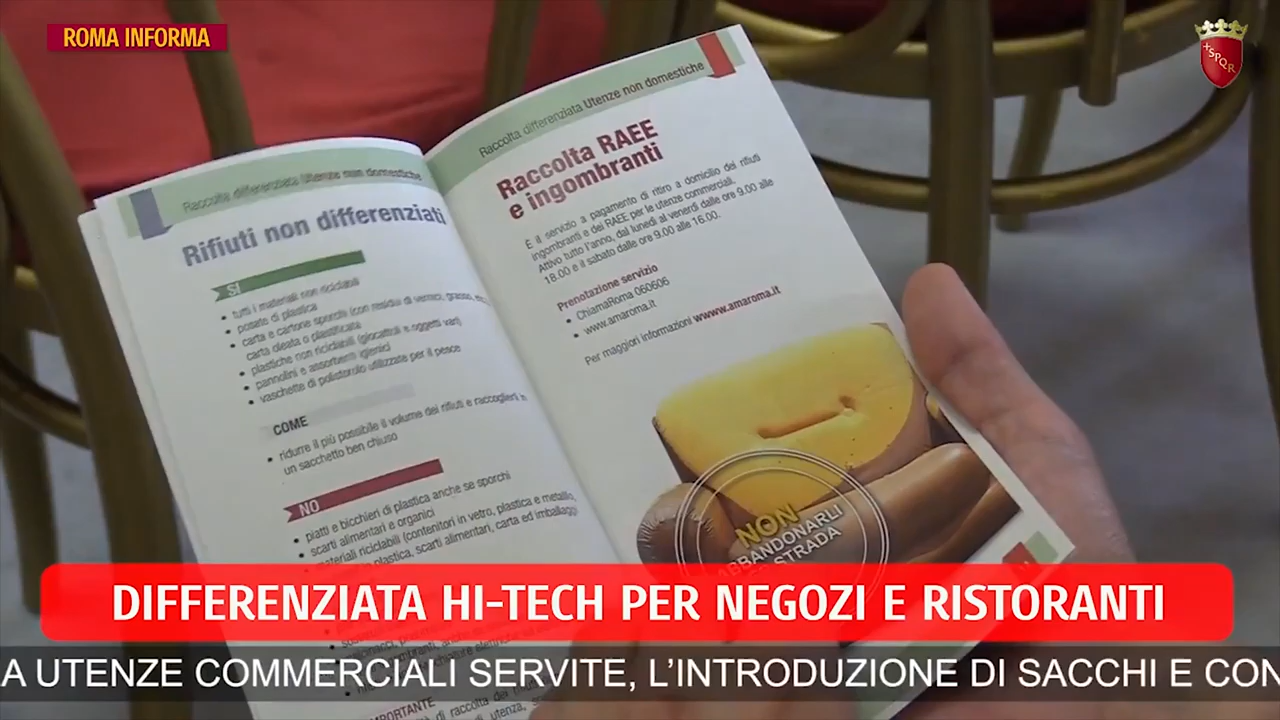 ROMA INFORMA
SPQR
Raccolta differenziata Utenze non domestiche
Rifiuti non differenziati
SI
• tutti i materiali non riciclabili
• posate di plastica
• carta e cartone sporchi (con residui di vernici, grasso, etc.)
carta oleata o plastificata
• plastiche non riciclabili (giocattoli e oggetti vari)
• pannolini e assorbenti igienici
• vaschette di polistirolo utilizzate per il pesce
COME
• ridurre il più possibile il volume dei rifiuti e raccoglierli in
un sacchetto ben chiuso
NO
• piatti e bicchieri di plastica anche se sporchi
• scarti alimentari e organici
materiali riciclabili (contenitori in vetro, plastica e metallo,
plastica, scarti alimentari, carta ed imballaggi
Raccolta differenziata Utenze non domestiche
Raccolta RAEE
e ingombranti
È il servizio a pagamento di ritiro a domicilio dei rifiuti
ingombranti e dei RAEE per le utenze commerciali.
Attivo tutto l'anno, dal lunedì al venerdì dalle ore 9.00 alle
18.00 e il sabato dalle ore 9.00 alle 16.00.
Prenotazione servizio
• ChiamaRoma 060606
• www.amaroma.it
Per maggiori informazioni wwww.amaroma.it
NON
ABBANDONARLI
STRADA
DIFFERENZIATA HI-TECH PER NEGOZI E RISTORANTI
A UTENZE COMMERCIALI SERVITE, L'INTRODUZIONE DI SACCHI E CON